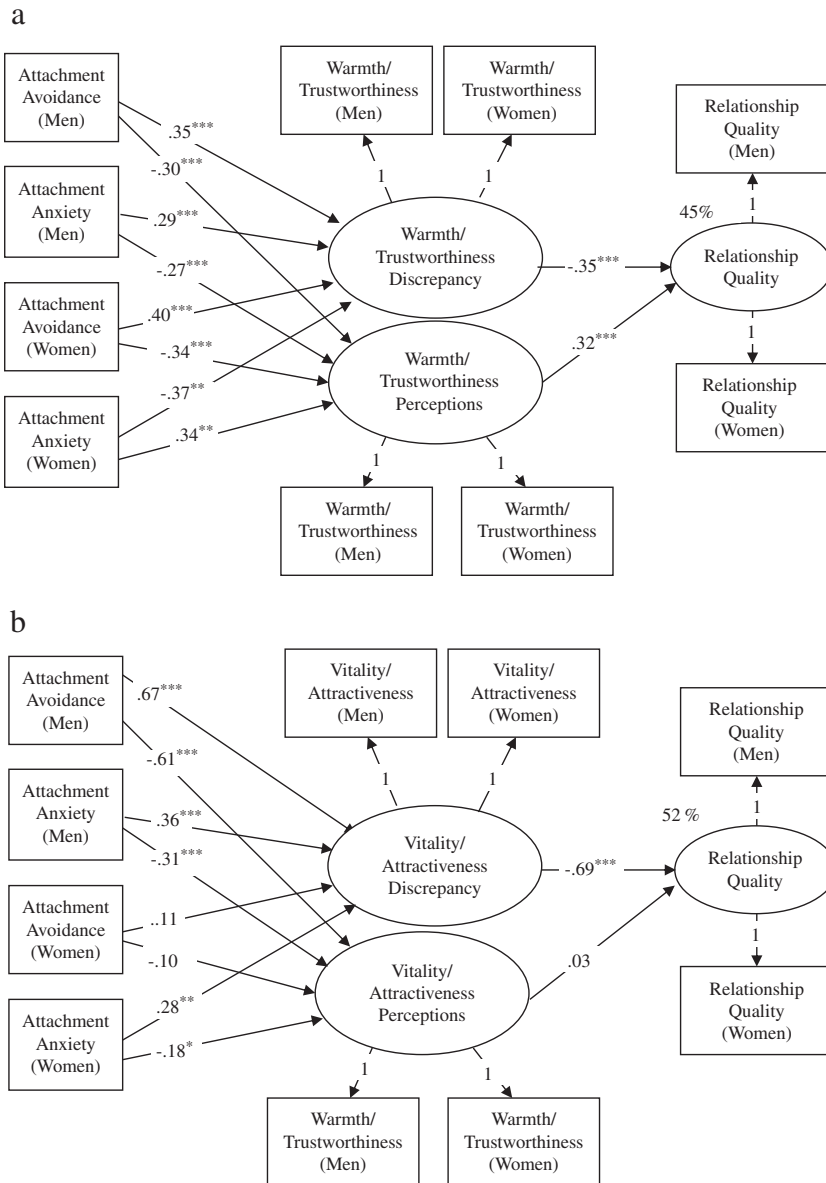 a
Attachment
Avoidance
(Men)
Attachment
Anxiety
(Men)
Attachment
Avoidance
(Women)
Attachment
Anxiety
(Women)
.35***
-.30***
.29***
-.27***
.40***
-.34***
-.37**
.34**
Warmth/
Trustworthiness
(Men)
Warmth/
Trustworthiness
(Women)
1
1
Warmth/
Trustworthiness
Discrepancy
Warmth/
Trustworthiness
Perceptions
1
1
Warmth/
Trustworthiness
(Men)
Warmth/
Trustworthiness
(Women)
-.35***
.32***
Relationship
Quality
(Men)
1
45%
Relationship
Quality
1
Relationship
Quality
(Women)
b
Attachment
Avoidance
(Men)
Attachment
Anxiety
(Men)
Attachment
Avoidance
(Women)
Attachment
Anxiety
(Women)
.67***
-.61***
.36***
-.31***
.11
-.10
.28**
-.18*
Vitality/
Attractiveness
(Men)
Vitality/
Attractiveness
(Women)
1
1
Vitality/
Attractiveness
Discrepancy
Vitality/
Attractiveness
Perceptions
1
1
Warmth/
Trustworthiness
(Men)
Warmth/
Trustworthiness
(Women)
-.69***
.03
Relationship
Quality
(Men)
1
52 %
Relationship
Quality
1
Relationship
Quality
(Women)